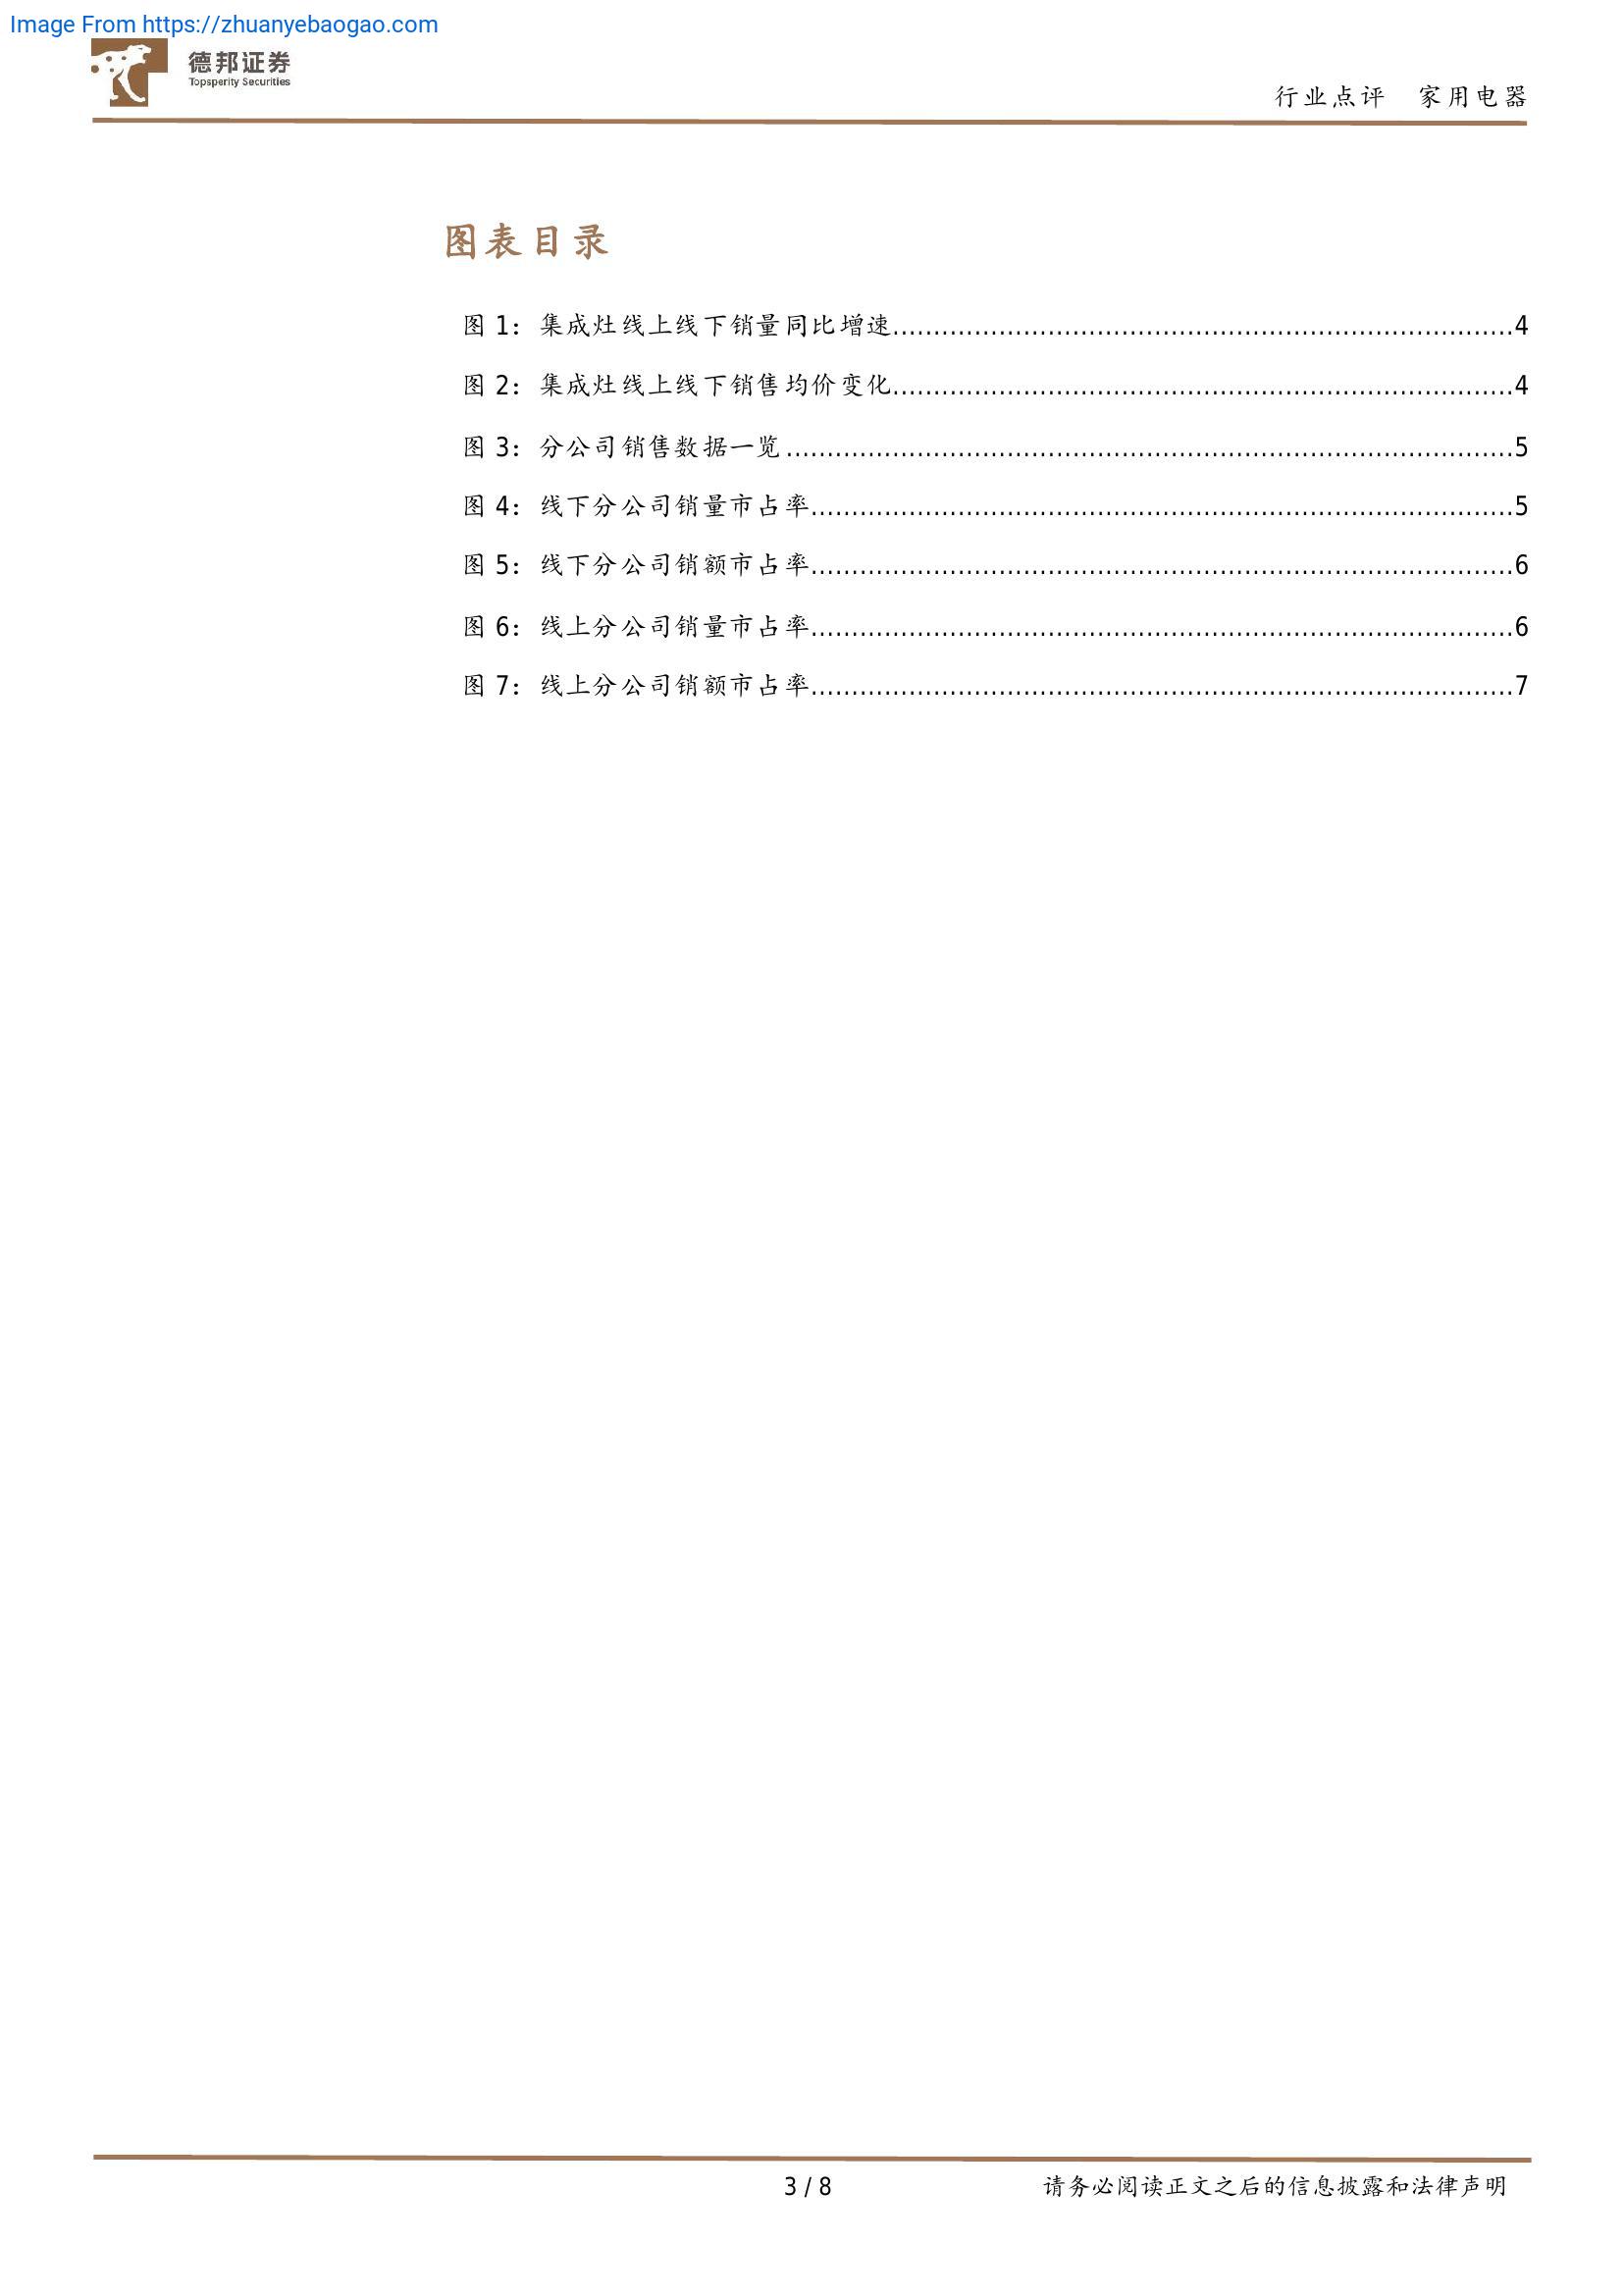 Image From https://zhuanyebaogao.com
德邦证券
Topsperity Securities
行业点评 家用电器
图表目录
图 1：集成灶线上线下销量同比增速............................................................................4
图 2：集成灶线上线下销售均价变化............................................................................4
图 3：分公司销售数据一览.........................................................................................5
图 4：线下分公司销量市占率......................................................................................5
图 5：线下分公司销额市占率......................................................................................6
图 6：线上分公司销量市占率......................................................................................6
图 7：线上分公司销额市占率......................................................................................7
3 / 8
请务必阅读正文之后的信息披露和法律声明